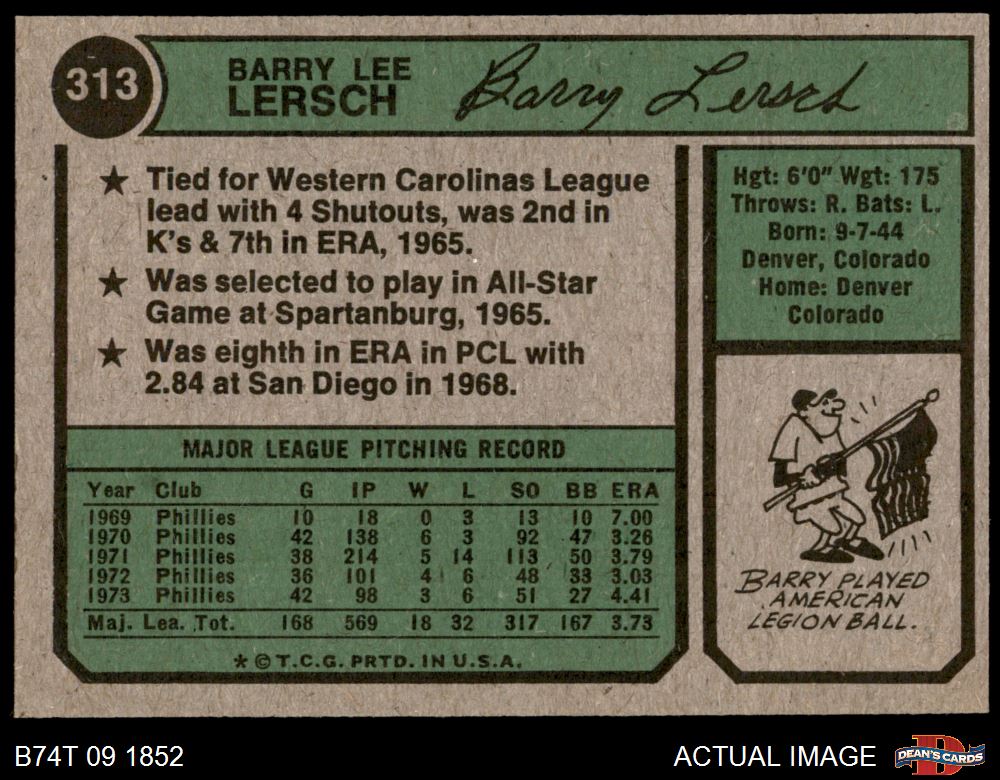 313
BARRY LEE
LERSCH
Barry Lersch
★ Tied for Western Carolinas League
lead with 4 Shutouts, was 2nd in
K's & 7th in ERA, 1965.
★ Was selected to play in All-Star
Game at Spartanburg, 1965.
★ Was eighth in ERA in PCL with
2.84 at San Diego in 1968.
Hgt: 6'0" Wgt: 175
Throws: R. Bats: L.
Born: 9-7-44
Denver, Colorado
Home: Denver
Colorado
MAJOR LEAGUE PITCHING RECORD
Year Club G IP W L SO BB ERA
1969 Phillies 10 18 0 3 13 10 7.00
1970 Phillies 42 138 6 3 92 47 3.26
1971 Phillies 38 214 5 14 113 50 3.79
1972 Phillies 36 101 4 6 48 33 3.03
1973 Phillies 42 98 3 6 51 27 4.41
Maj. Lea. Tot. 168 569 18 32 317 167 3.73
* © T.C.G. PRTD. IN U.S.A.
BARRY PLAYED
AMERICAN
LEGION BALL.
B74T 09 1852
ACTUAL IMAGE
D
DEAN'S CARDS